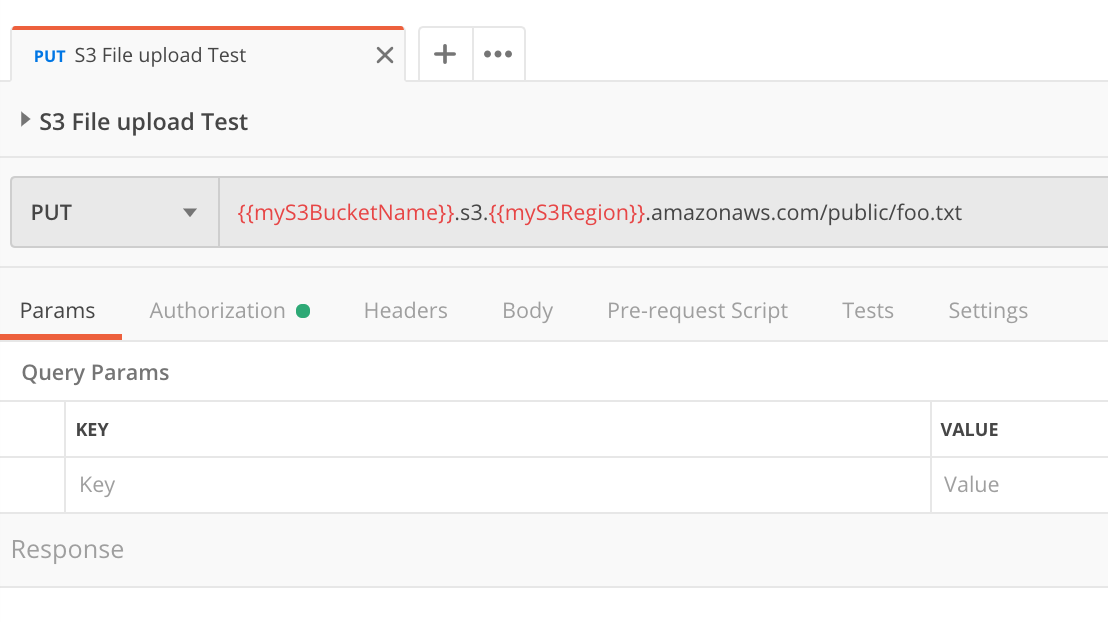 PUT S3 File upload Test
S3 File upload Test
PUT {{myS3BucketName}}.s3.{{myS3Region}}.amazonaws.com/public/foo.txt
Params Authorization Headers Body Pre-request Script Tests Settings
Query Params
KEY VALUE
Key Value
Response